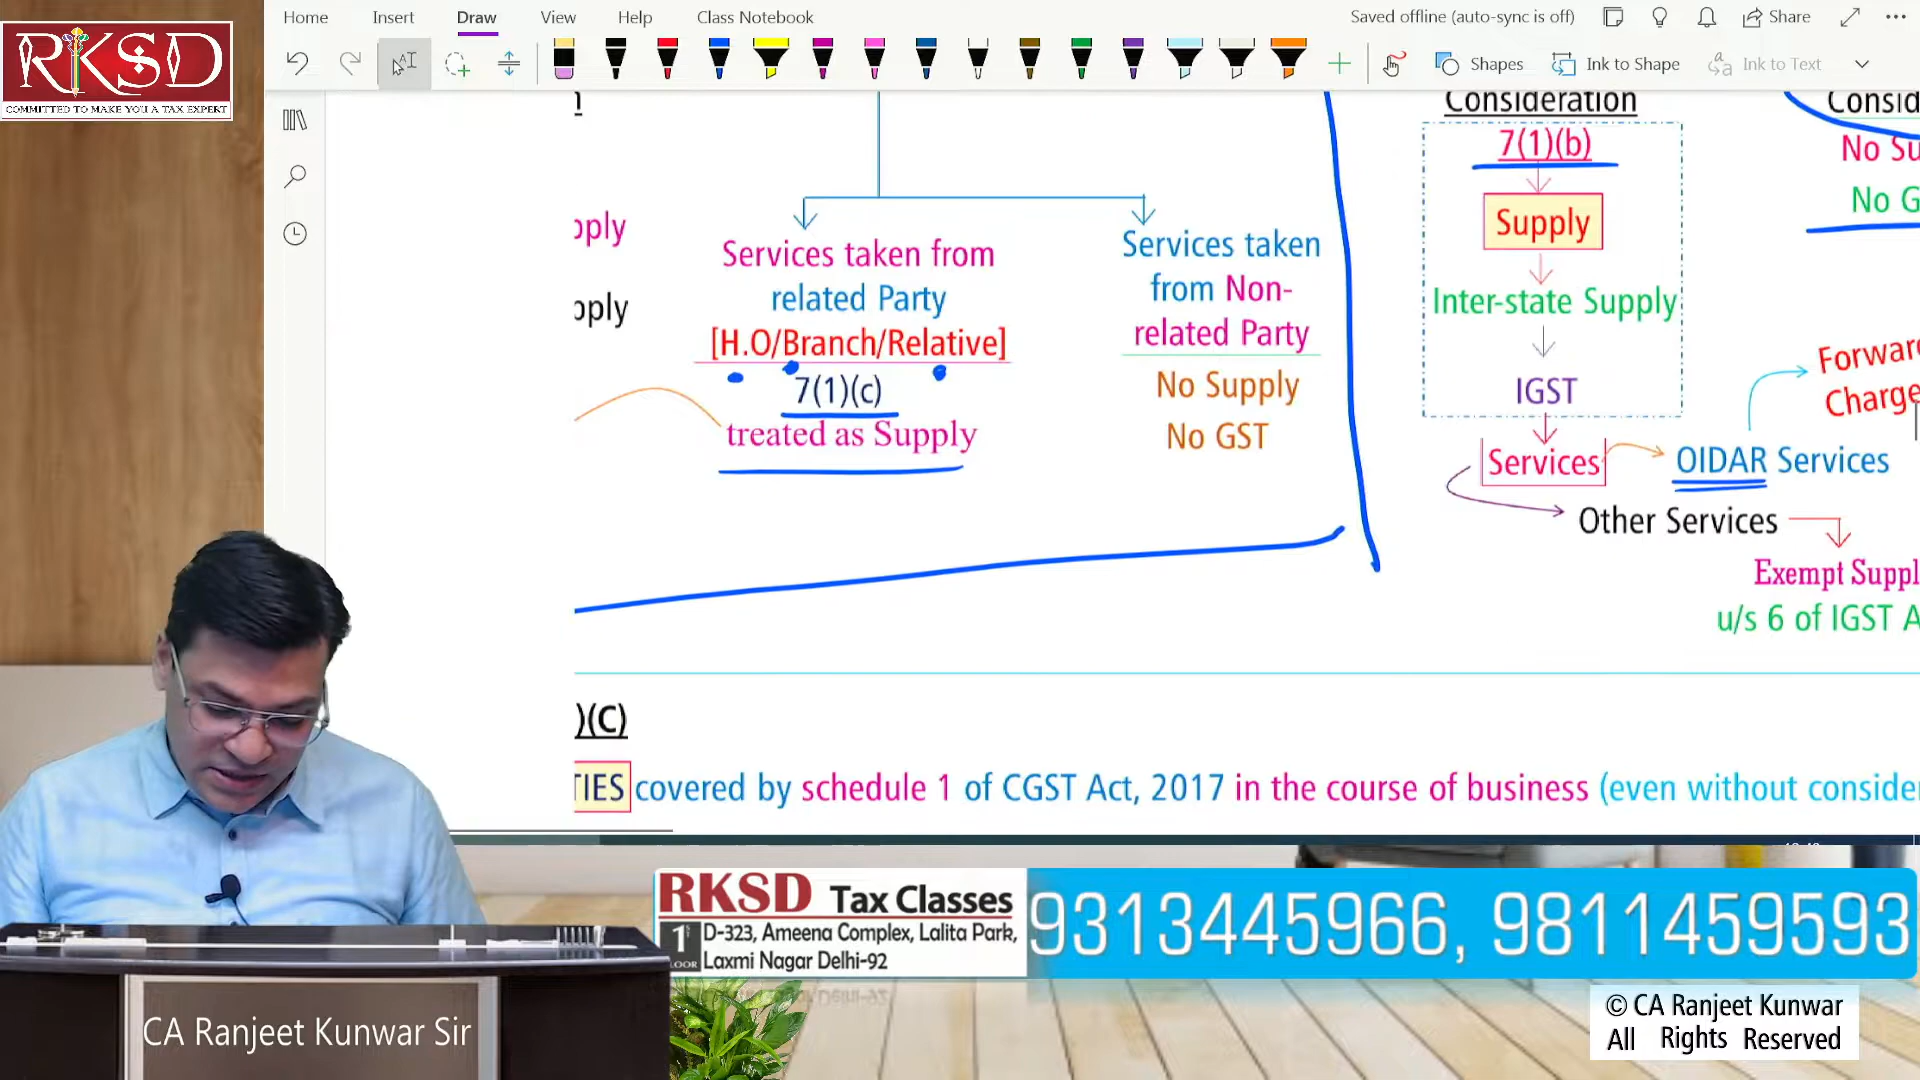 RKSD
COMMITTED TO MAKE YOU A TAX EXPERT
Home Insert Draw View Help Class Notebook
Saved offline (auto-sync is off) Share
Shapes Ink to Shape Ink to Text
pply
pply
Services taken from
related Party
[H.O/Branch/Relative]
7(1)(c)
treated as Supply
Services taken
from Non-
related Party
No Supply
No GST
Consideration
7(1)(b)
Supply
Inter-state Supply
IGST
Services
OIDAR Services
Other Services
Exempt Suppl
u/s 6 of IGST A
Consid
No Su
No G
Forwar
Charge
)(C)
TIES covered by schedule 1 of CGST Act, 2017 in the course of business (even without conside
RKSD Tax Classes
1ST
LOOR
D-323, Ameena Complex, Lalita Park,
Laxmi Nagar Delhi-92
9313445966, 9811459593
CA Ranjeet Kunwar Sir
© CA Ranjeet Kunwar
All Rights Reserved